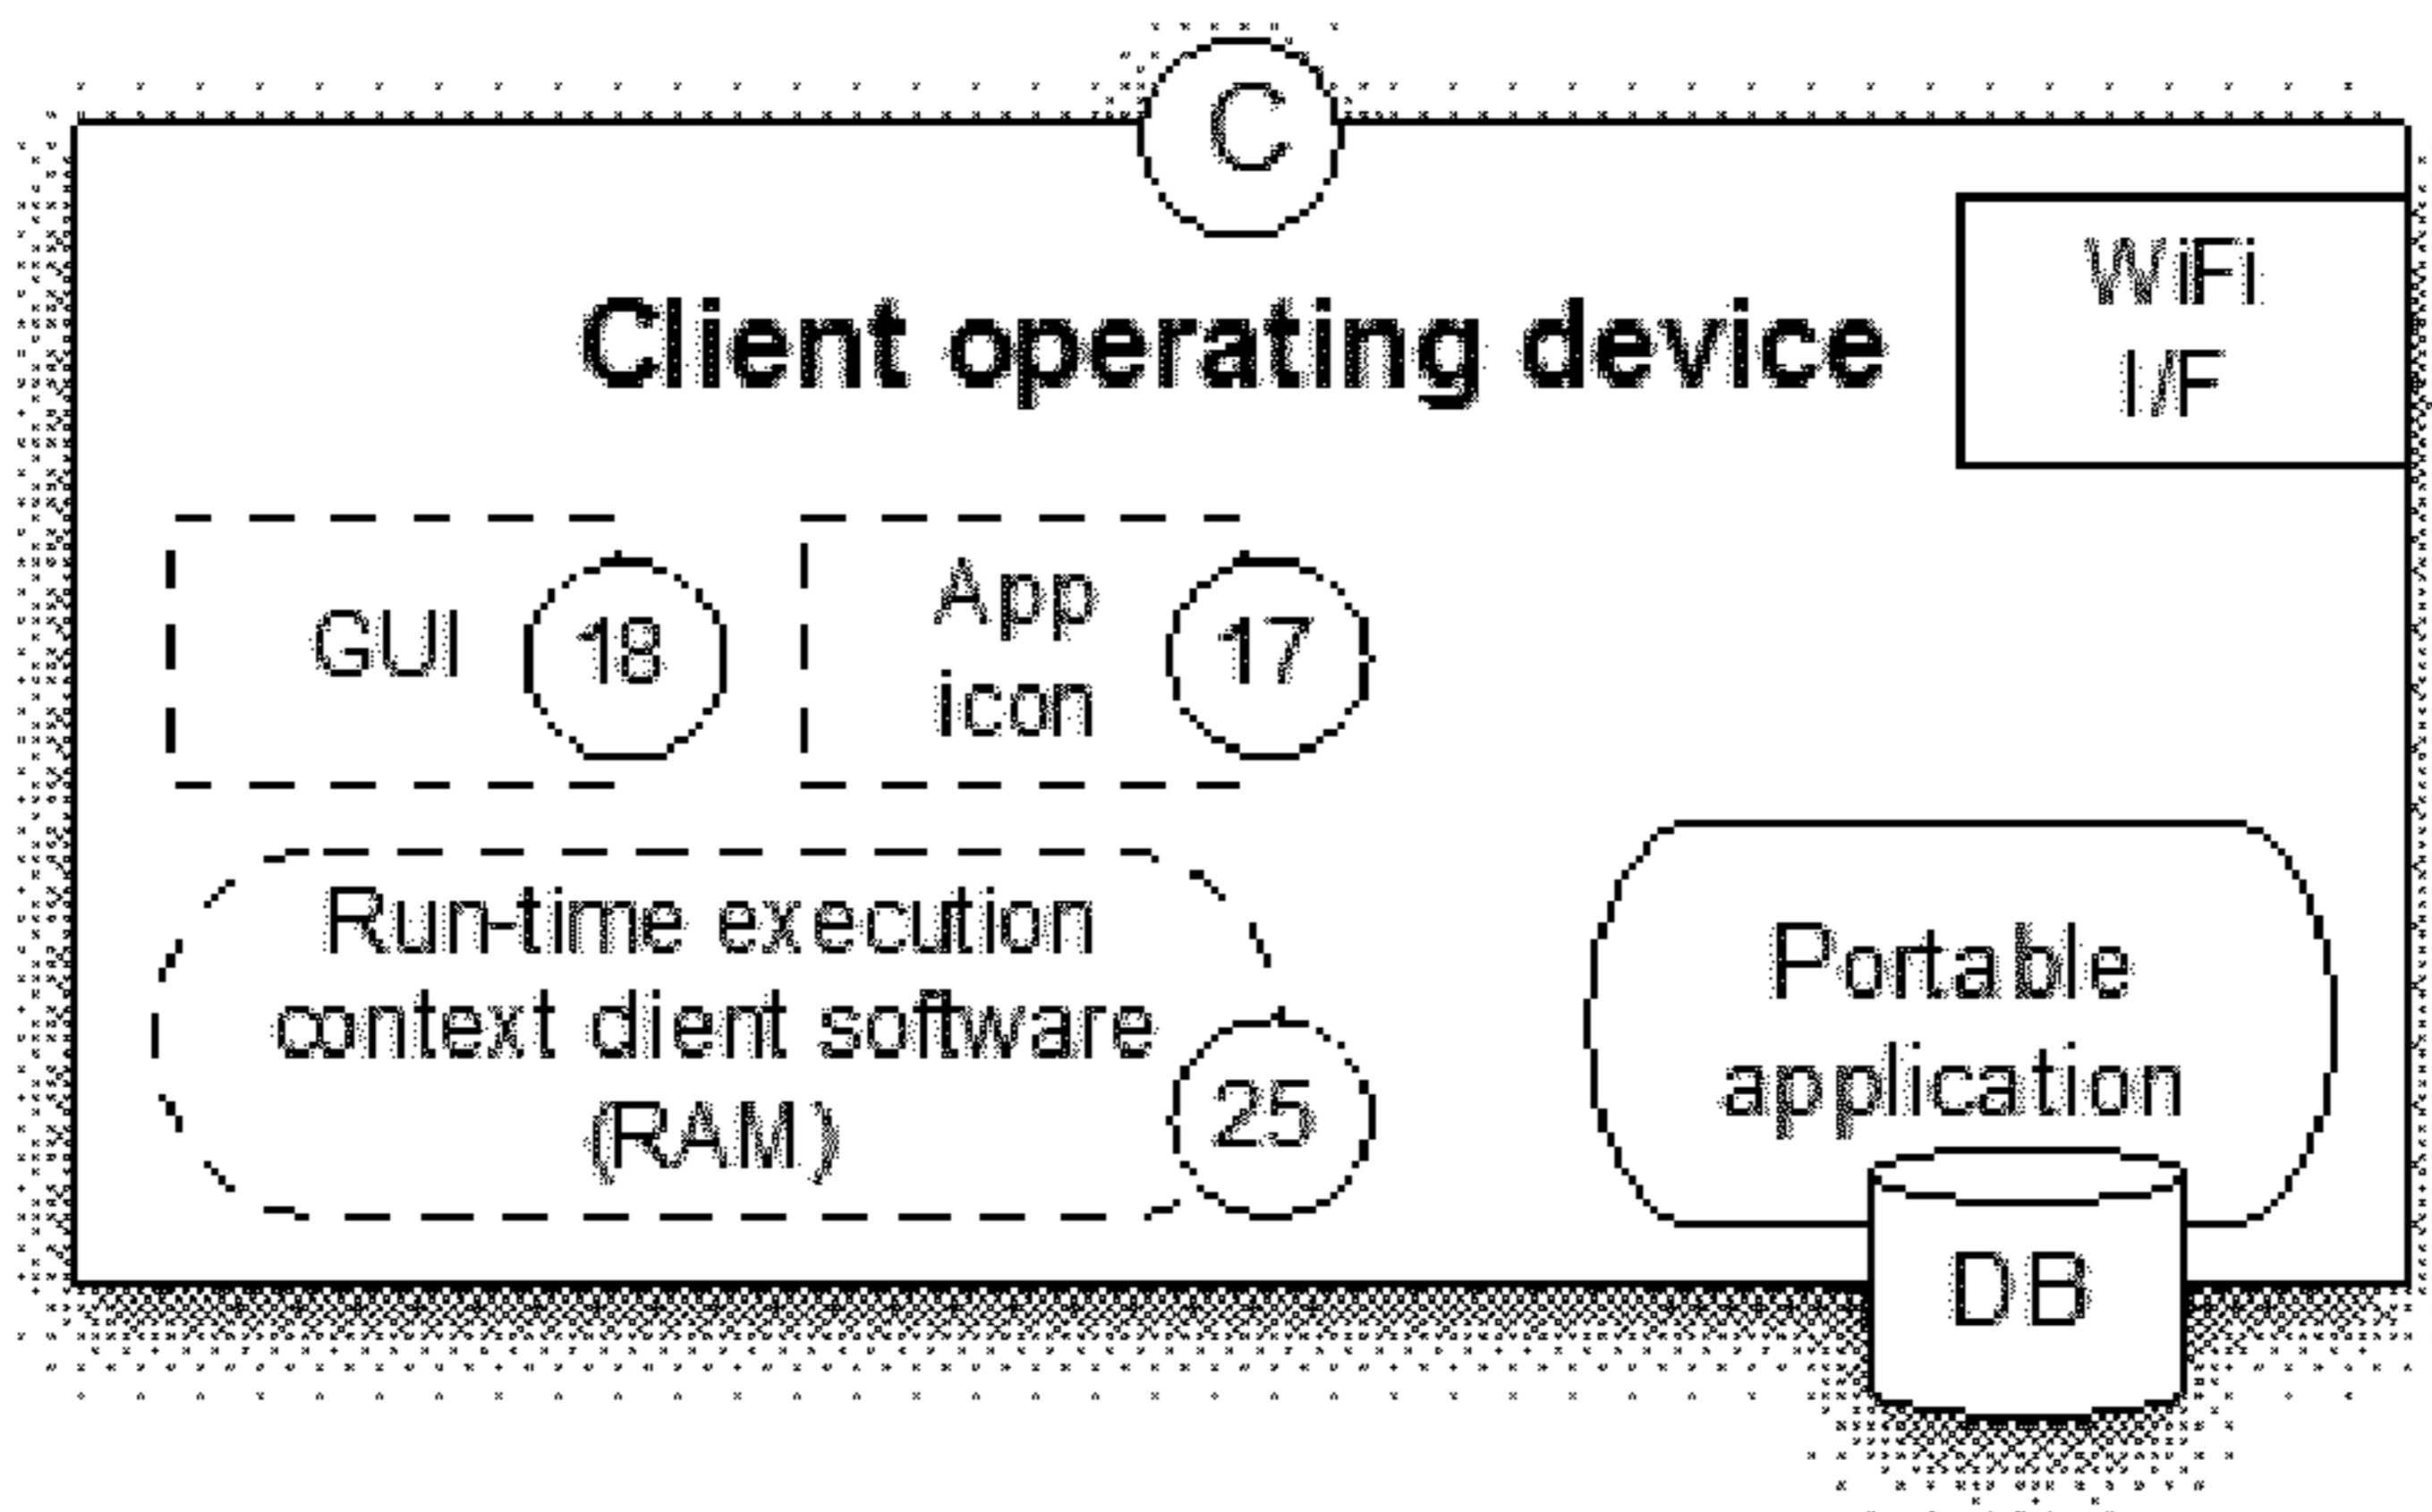 C
Client operating device
WiFi
I/F
GUI
18
App
icon
17
Run-time execution
context client software
(RAM)
25
Portable
application
DB